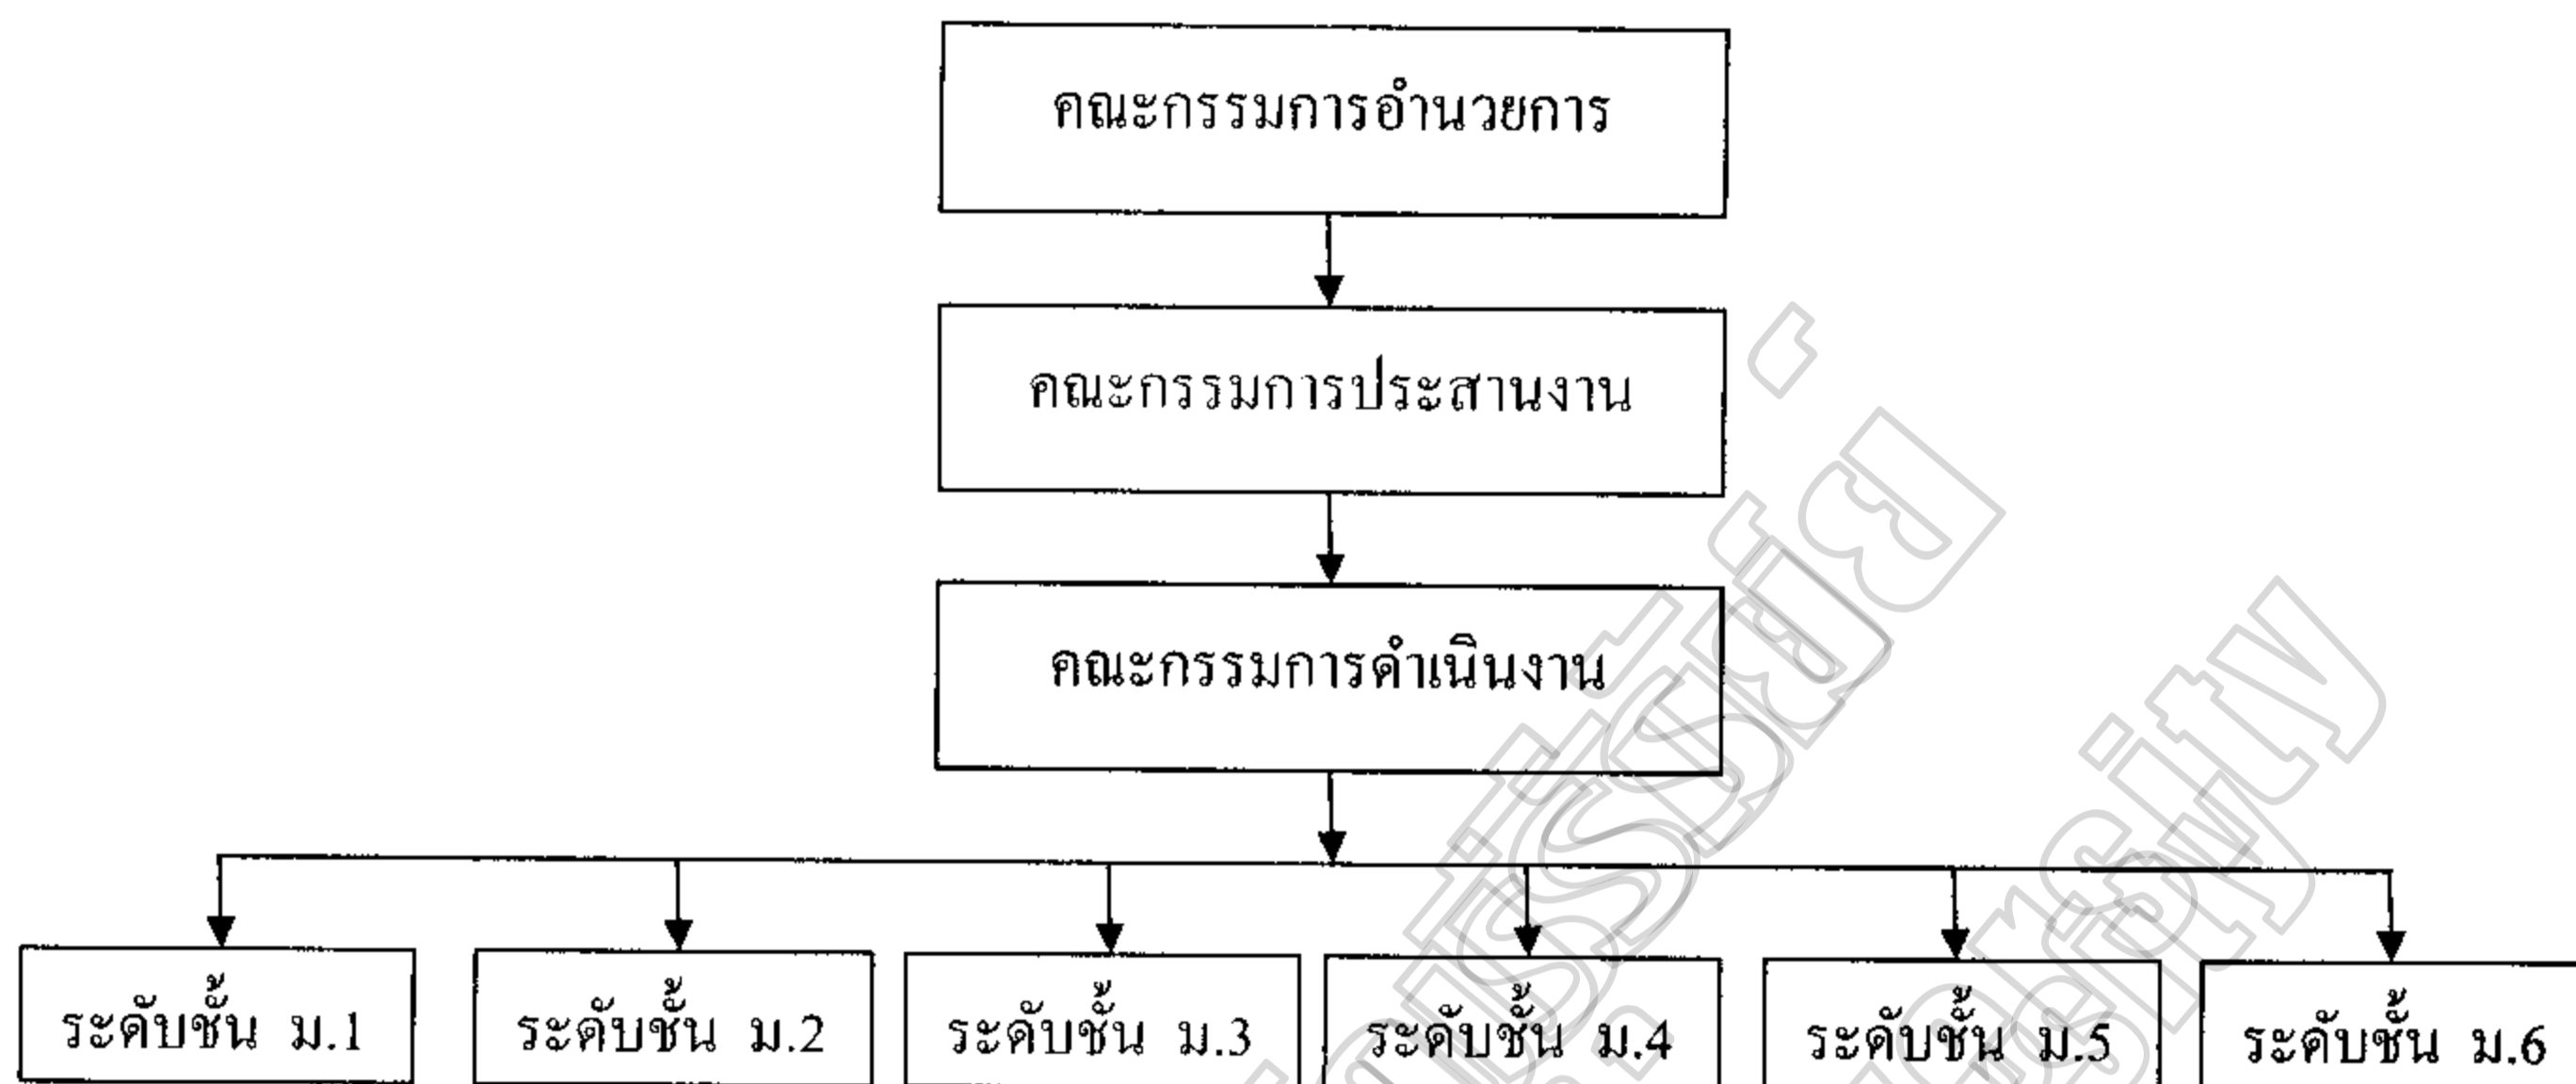 คณะกรรมการอำนวยการ
คณะกรรมการประสานงาน
คณะกรรมการดำเนินงาน
ระดับชั้น ม.1
ระดับชั้น ม.2
ระดับชั้น ม.3
ระดับชั้น ม.4
ระดับชั้น ม.5
ระดับชั้น ม.6